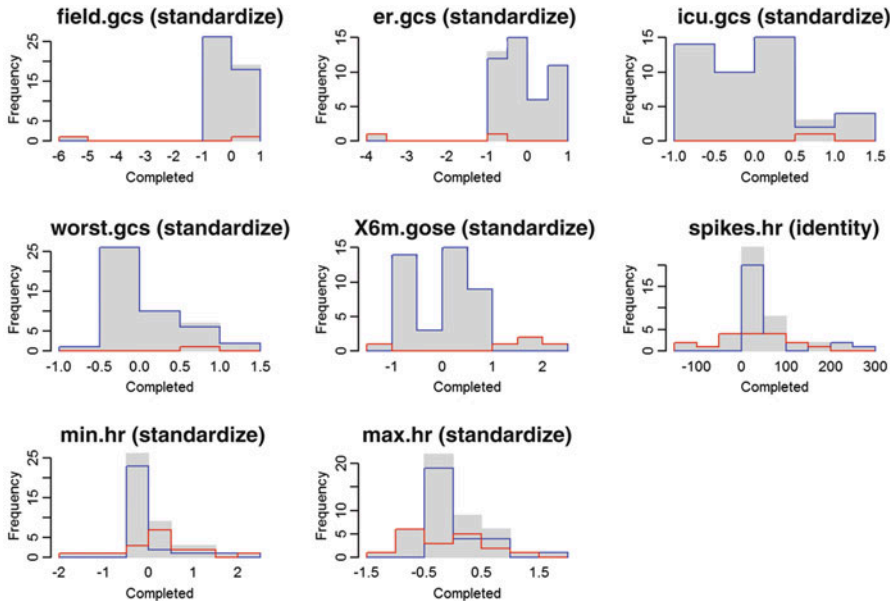 field.gcs (standardize)
Frequency
0 5 15 25
-6 -5 -4 -3 -2 -1 0 1
Completed
er.gcs (standardize)
Frequency
0 5 10 15
-4 -3 -2 -1 0 1
Completed
icu.gcs (standardize)
Frequency
0 5 10 15
-1.0 -0.5 0.0 0.5 1.0 1.5
Completed
worst.gcs (standardize)
Frequency
0 5 15 25
-1.0 -0.5 0.0 0.5 1.0 1.5
Completed
X6m.gose (standardize)
Frequency
0 5 10 15
-1 0 1 2
Completed
spikes.hr (identity)
Frequency
0 5 15
-100 0 100 200 300
Completed
min.hr (standardize)
Frequency
0 5 15 25
-2 -1 0 1 2
Completed
max.hr (standardize)
Frequency
0 5 10 20
-1.5 -0.5 0.5 1.5
Completed